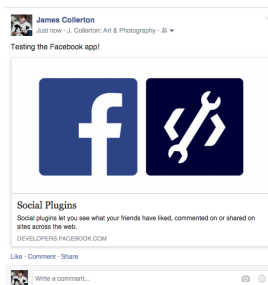 James Collerton
Just now · J. Collerton: Art & Photography ·
Testing the Facebook app!
f
Social Plugins
Social plugins let you see what your friends have liked, commented on or shared on
sites across the web.
DEVELOPERS.FACEBOOK.COM
Like · Comment · Share
Write a comment...